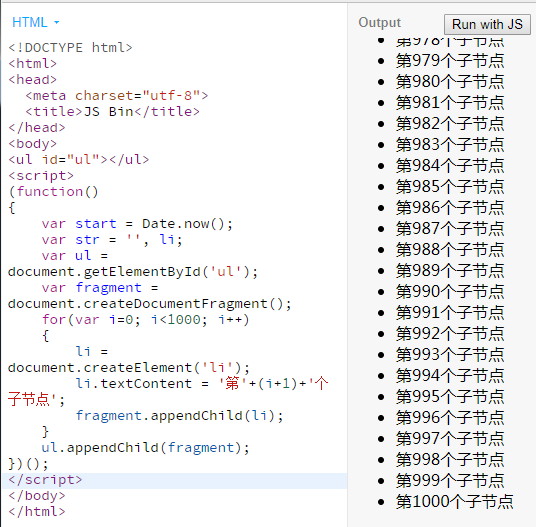 HTML
Output
Run with JS
<!DOCTYPE html>
<html>
<head>
  <meta charset="utf-8">
  <title>JS Bin</title>
</head>
<body>
<ul id="ul"></ul>
<script>
(function()
{
    var start = Date.now();
    var str = '', li;
    var ul =
document.getElementById('ul');
    var fragment =
document.createDocumentFragment();
    for(var i=0; i<1000; i++)
    {
        li =
document.createElement('li');
        li.textContent = '第'+(i+1)+'个
子节点';
        fragment.appendChild(li);
    }
    ul.appendChild(fragment);
})();
</script>
</body>
</html>
第978个子节点
第979个子节点
第980个子节点
第981个子节点
第982个子节点
第983个子节点
第984个子节点
第985个子节点
第986个子节点
第987个子节点
第988个子节点
第989个子节点
第990个子节点
第991个子节点
第992个子节点
第993个子节点
第994个子节点
第995个子节点
第996个子节点
第997个子节点
第998个子节点
第999个子节点
第1000个子节点